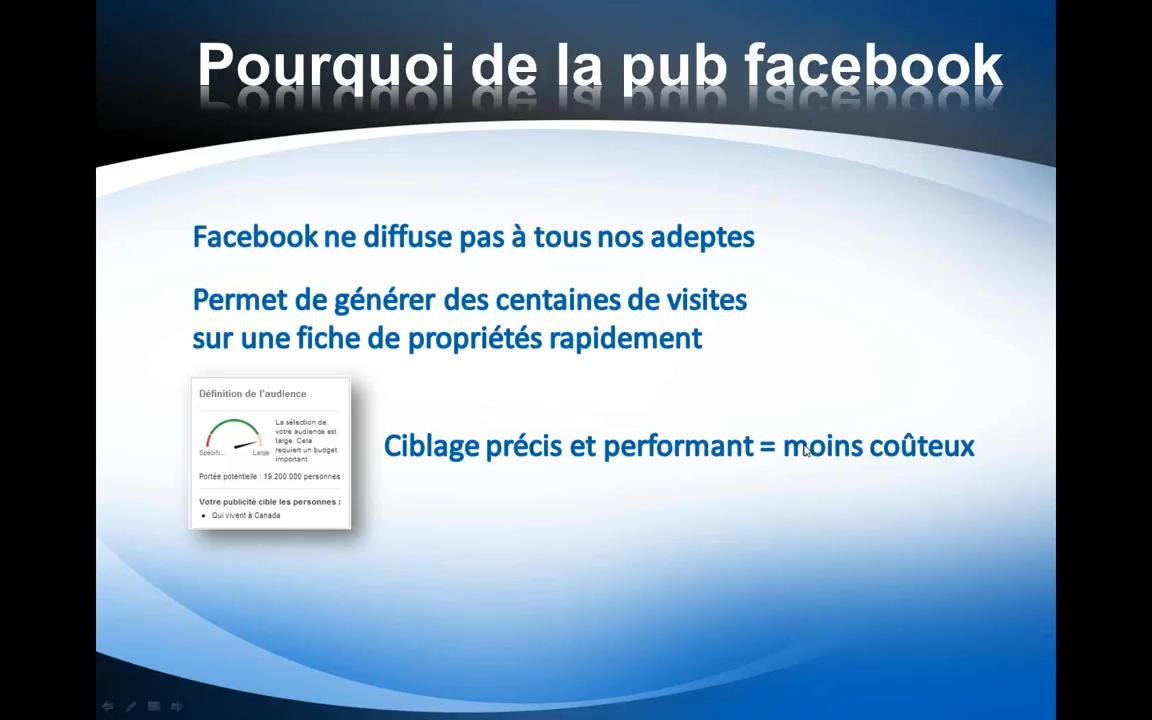 Pourquoi de la pub facebook
Facebook ne diffuse pas à tous nos adeptes
Permet de générer des centaines de visites
sur une fiche de propriétés rapidement
Définition de l'audience
La sélection de
votre audience est
large. Cela
requiert un budget
important
Spécifi... Large
Portée potentielle : 19 200 000 personnes
Votre publicité cible les personnes :
• Qui vivent à Canada
Ciblage précis et performant = moins coûteux